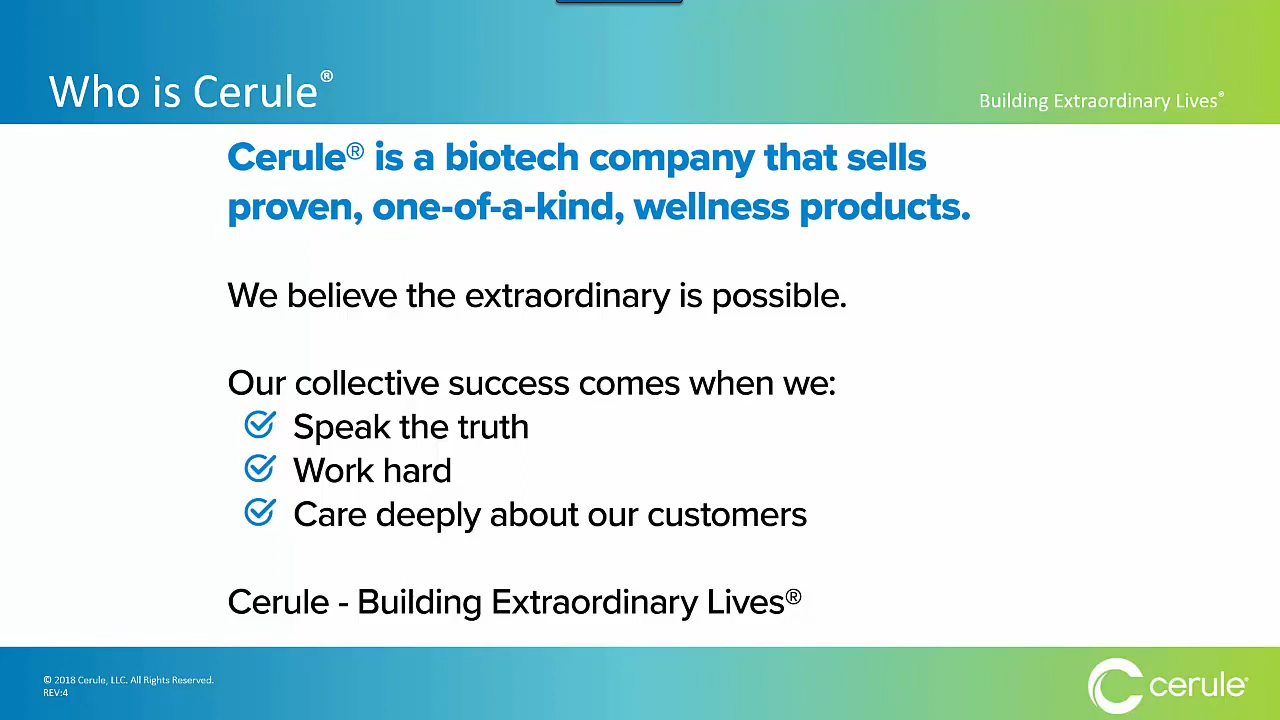 Who is Cerule®
Building Extraordinary Lives®
Cerule® is a biotech company that sells
proven, one-of-a-kind, wellness products.
We believe the extraordinary is possible.
Our collective success comes when we:
Speak the truth
Work hard
Care deeply about our customers
Cerule - Building Extraordinary Lives®
© 2018 Cerule, LLC. All Rights Reserved.
REV:4
cerule®